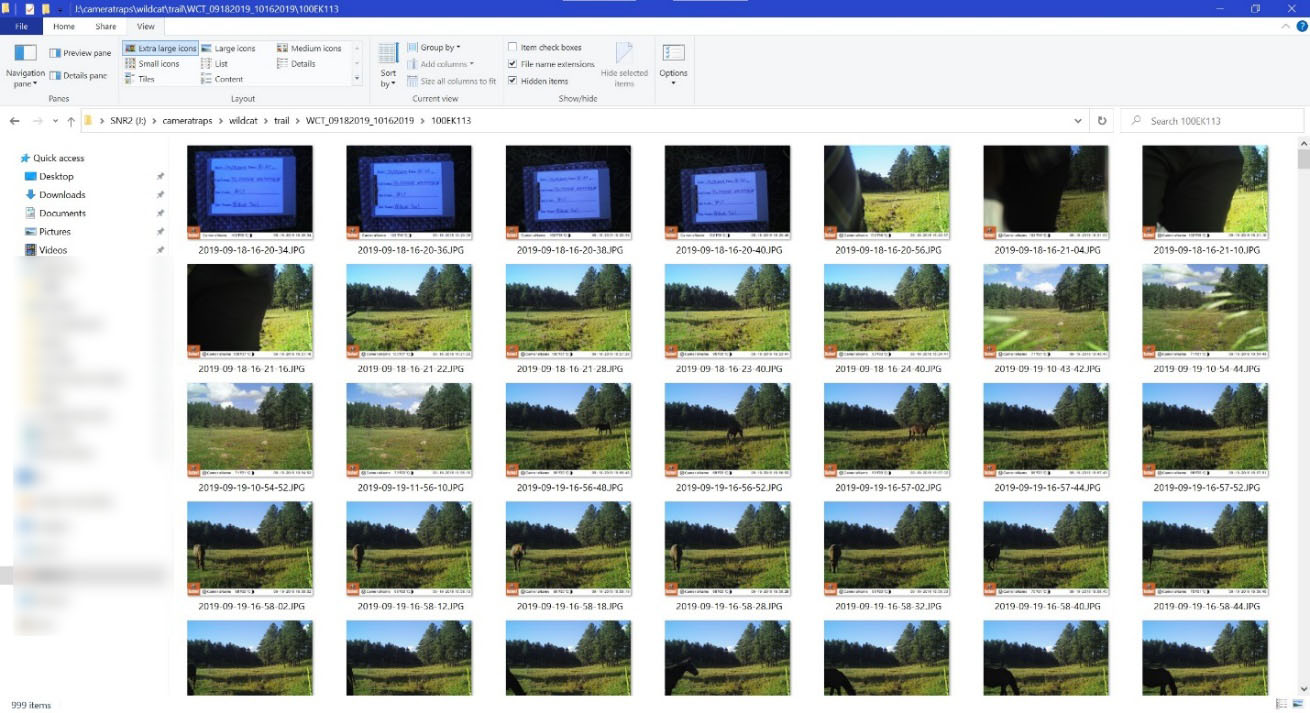 J:\cameratraps\wildcat\trail\WCT_09182019_10162019\100EK113
File Home Share View
Navigation pane
Preview pane
Details pane
Panes
Extra large icons Large icons Medium icons
Small icons List Details
Tiles Content
Layout
Sort by
Group by
Add columns
Size all columns to fit
Current view
Item check boxes
File name extensions
Hidden items
Hide selected items
Show/hide
Options
SNR2 (J:) > cameratraps > wildcat > trail > WCT_09182019_10162019 > 100EK113
Search 100EK113
Quick access
Desktop
Downloads
Documents
Pictures
Videos
2019-09-18-16-20-34.JPG 2019-09-18-16-20-36.JPG 2019-09-18-16-20-38.JPG 2019-09-18-16-20-40.JPG 2019-09-18-16-20-56.JPG 2019-09-18-16-21-04.JPG 2019-09-18-16-21-10.JPG
2019-09-18-16-21-16.JPG 2019-09-18-16-21-22.JPG 2019-09-18-16-21-28.JPG 2019-09-18-16-23-40.JPG 2019-09-18-16-24-40.JPG 2019-09-19-10-43-42.JPG 2019-09-19-10-54-44.JPG
2019-09-19-10-54-52.JPG 2019-09-19-11-56-10.JPG 2019-09-19-16-56-48.JPG 2019-09-19-16-56-52.JPG 2019-09-19-16-57-02.JPG 2019-09-19-16-57-44.JPG 2019-09-19-16-57-52.JPG
2019-09-19-16-58-02.JPG 2019-09-19-16-58-12.JPG 2019-09-19-16-58-18.JPG 2019-09-19-16-58-28.JPG 2019-09-19-16-58-32.JPG 2019-09-19-16-58-40.JPG 2019-09-19-16-58-44.JPG
999 items